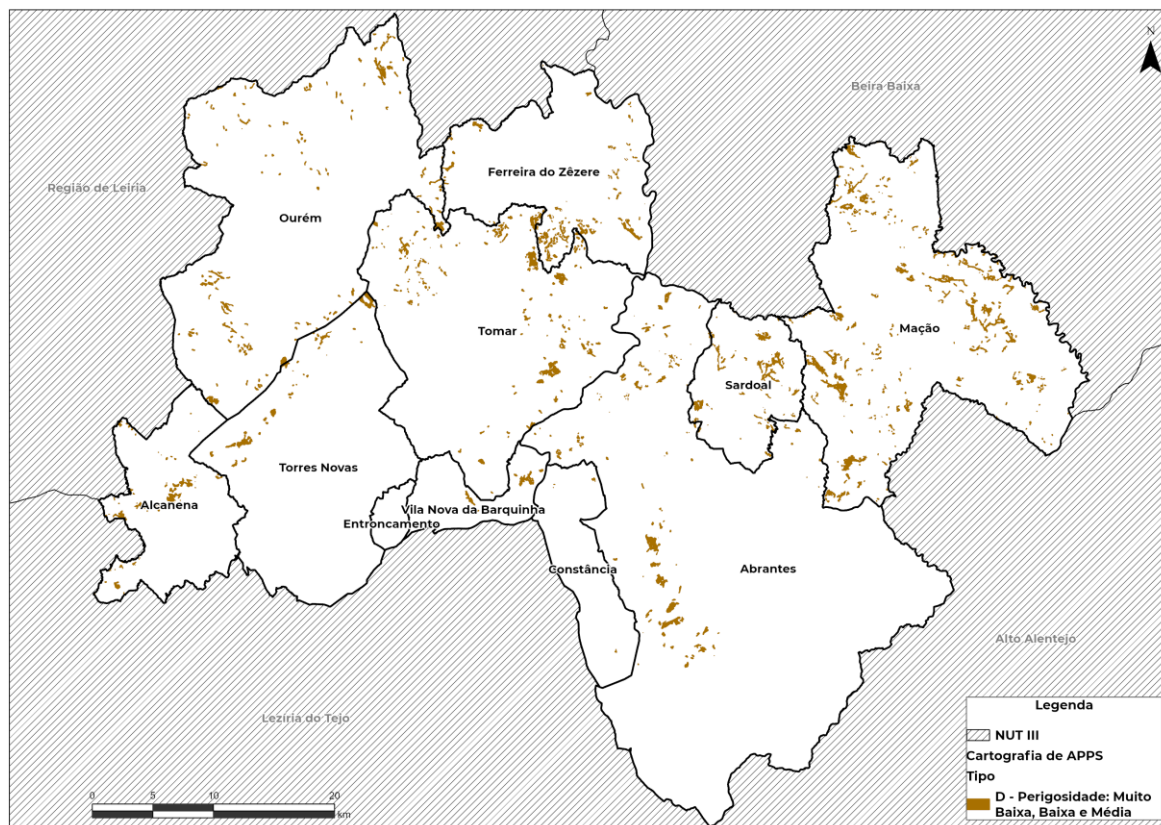 N
Beira Baixa
Ferreira do Zêzere
Região de Leiria
Ourém
Tomar
Mação
Sardoal
Torres Novas
Alcanena
Vila Nova da Barquinha
Entroncamento
Constância
Abrantes
Alto Alentejo
Lezíria do Tejo
Legenda
NUT III
Cartografia de APPS
Tipo
D - Perigosidade: Muito
Baixa, Baixa e Média
0 5 10 20
km